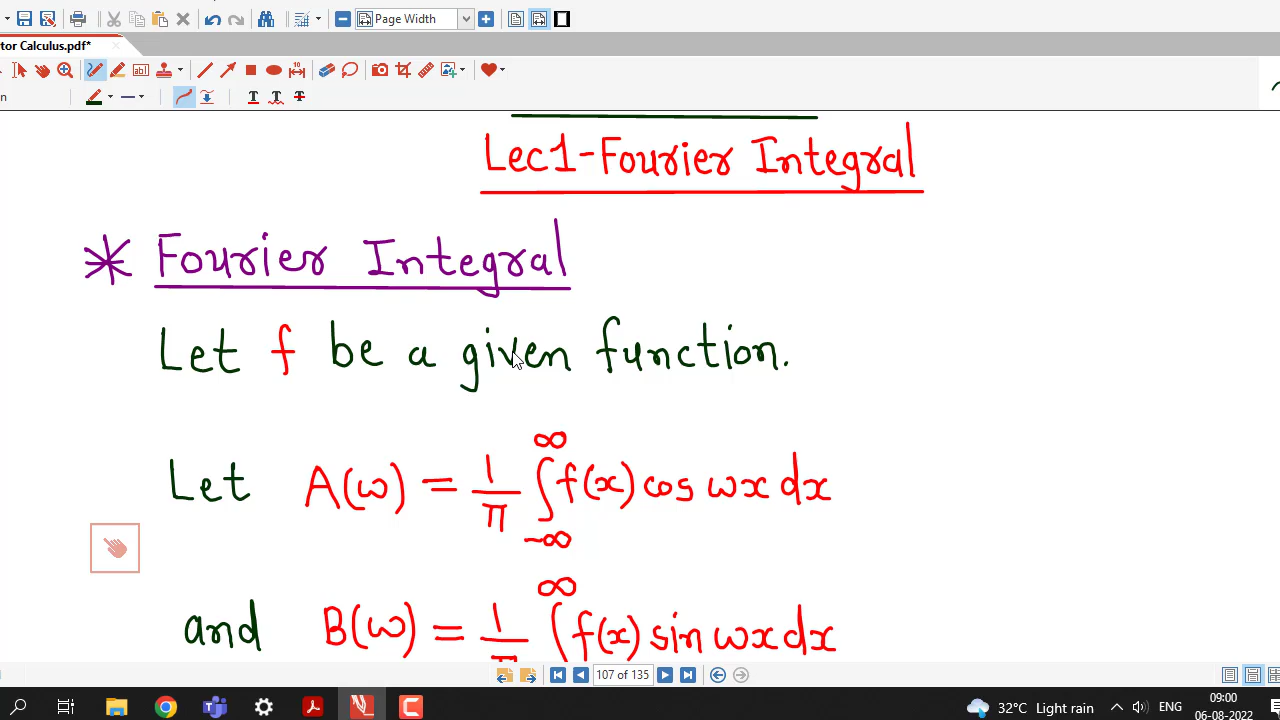 Page Width
tor Calculus.pdf*
n
Lec1-Fourier Integral
* Fourier Integral
Let f be a given function.
Let A(ω) = 1/π ∫_{-∞}^{∞} f(x) cos ωx dx
and B(ω) = 1/π ∫^{∞} f(x) sin ωx dx
107 of 135
09:00
32°C Light rain ENG
06-08-2022